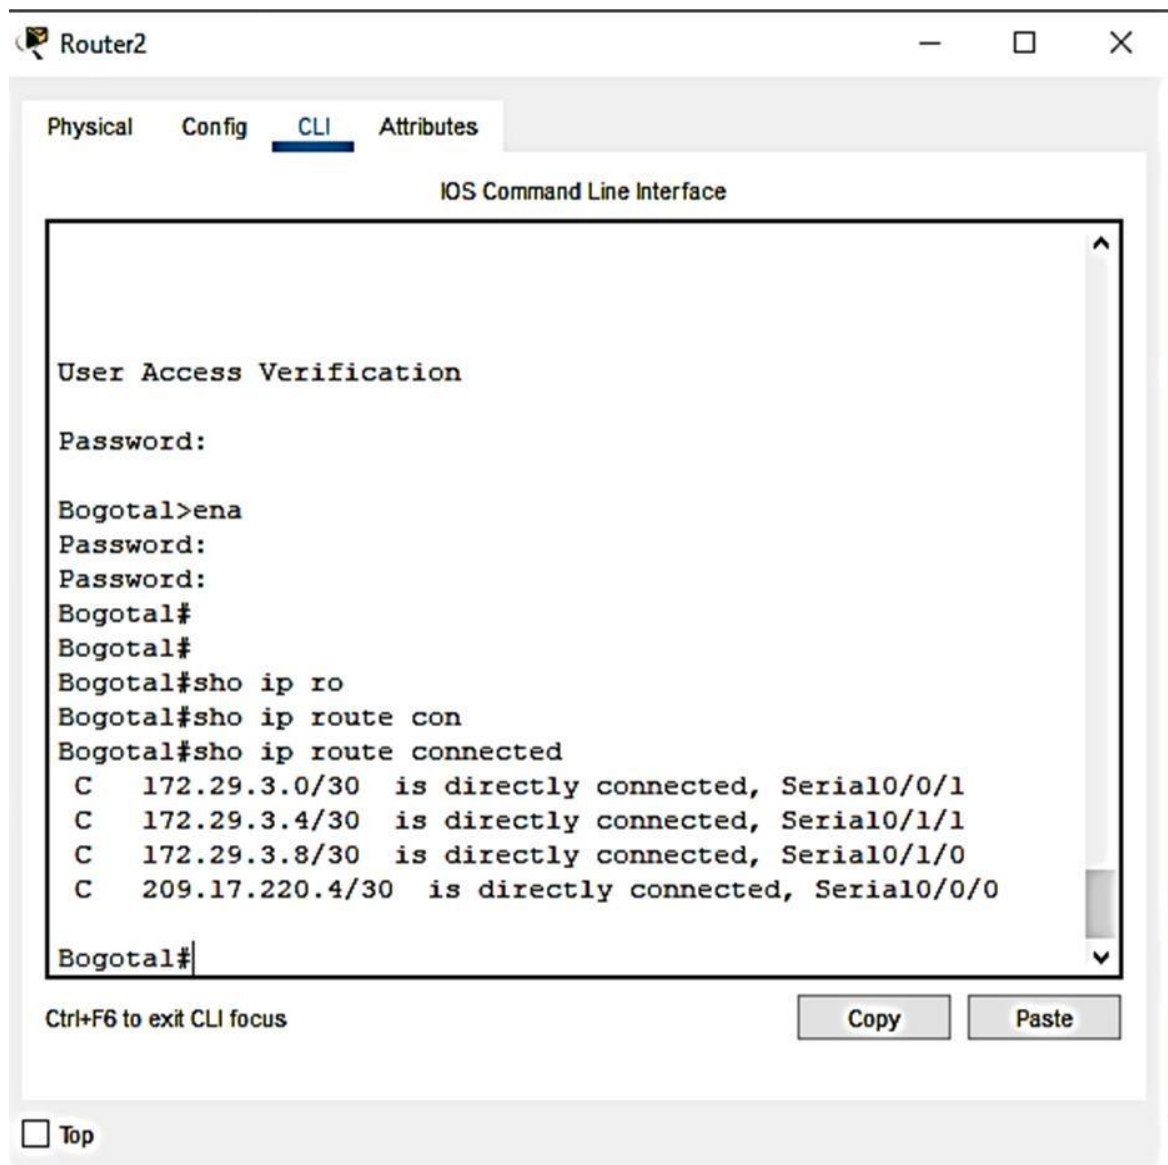 Router2
Physical Config CLI Attributes
IOS Command Line Interface
User Access Verification
Password:
Bogota1>ena
Password:
Password:
Bogota1#
Bogota1#
Bogota1#sho ip ro
Bogota1#sho ip route con
Bogota1#sho ip route connected
C 172.29.3.0/30 is directly connected, Serial0/0/1
C 172.29.3.4/30 is directly connected, Serial0/1/1
C 172.29.3.8/30 is directly connected, Serial0/1/0
C 209.17.220.4/30 is directly connected, Serial0/0/0
Bogota1#
Ctrl+F6 to exit CLI focus
Copy Paste
Top